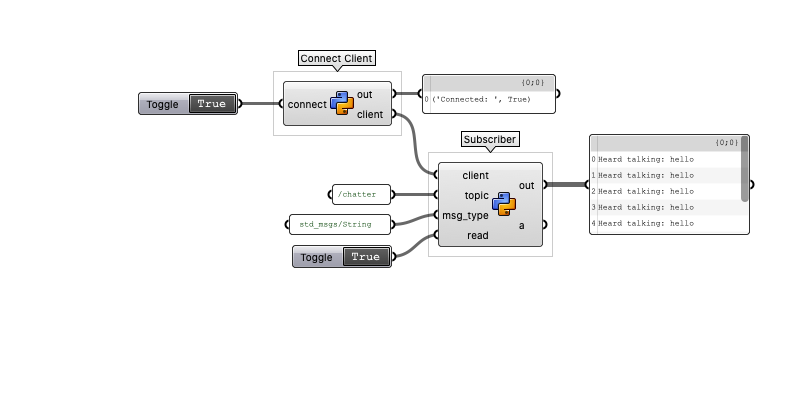 Connect Client
Toggle True
connect
out
client
{0;0}
0 ('Connected: ', True)
Subscriber
client
topic
msg_type
read
out
a
/chatter
std_msgs/String
Toggle True
{0;0}
0 Heard talking: hello
1 Heard talking: hello
2 Heard talking: hello
3 Heard talking: hello
4 Heard talking: hello